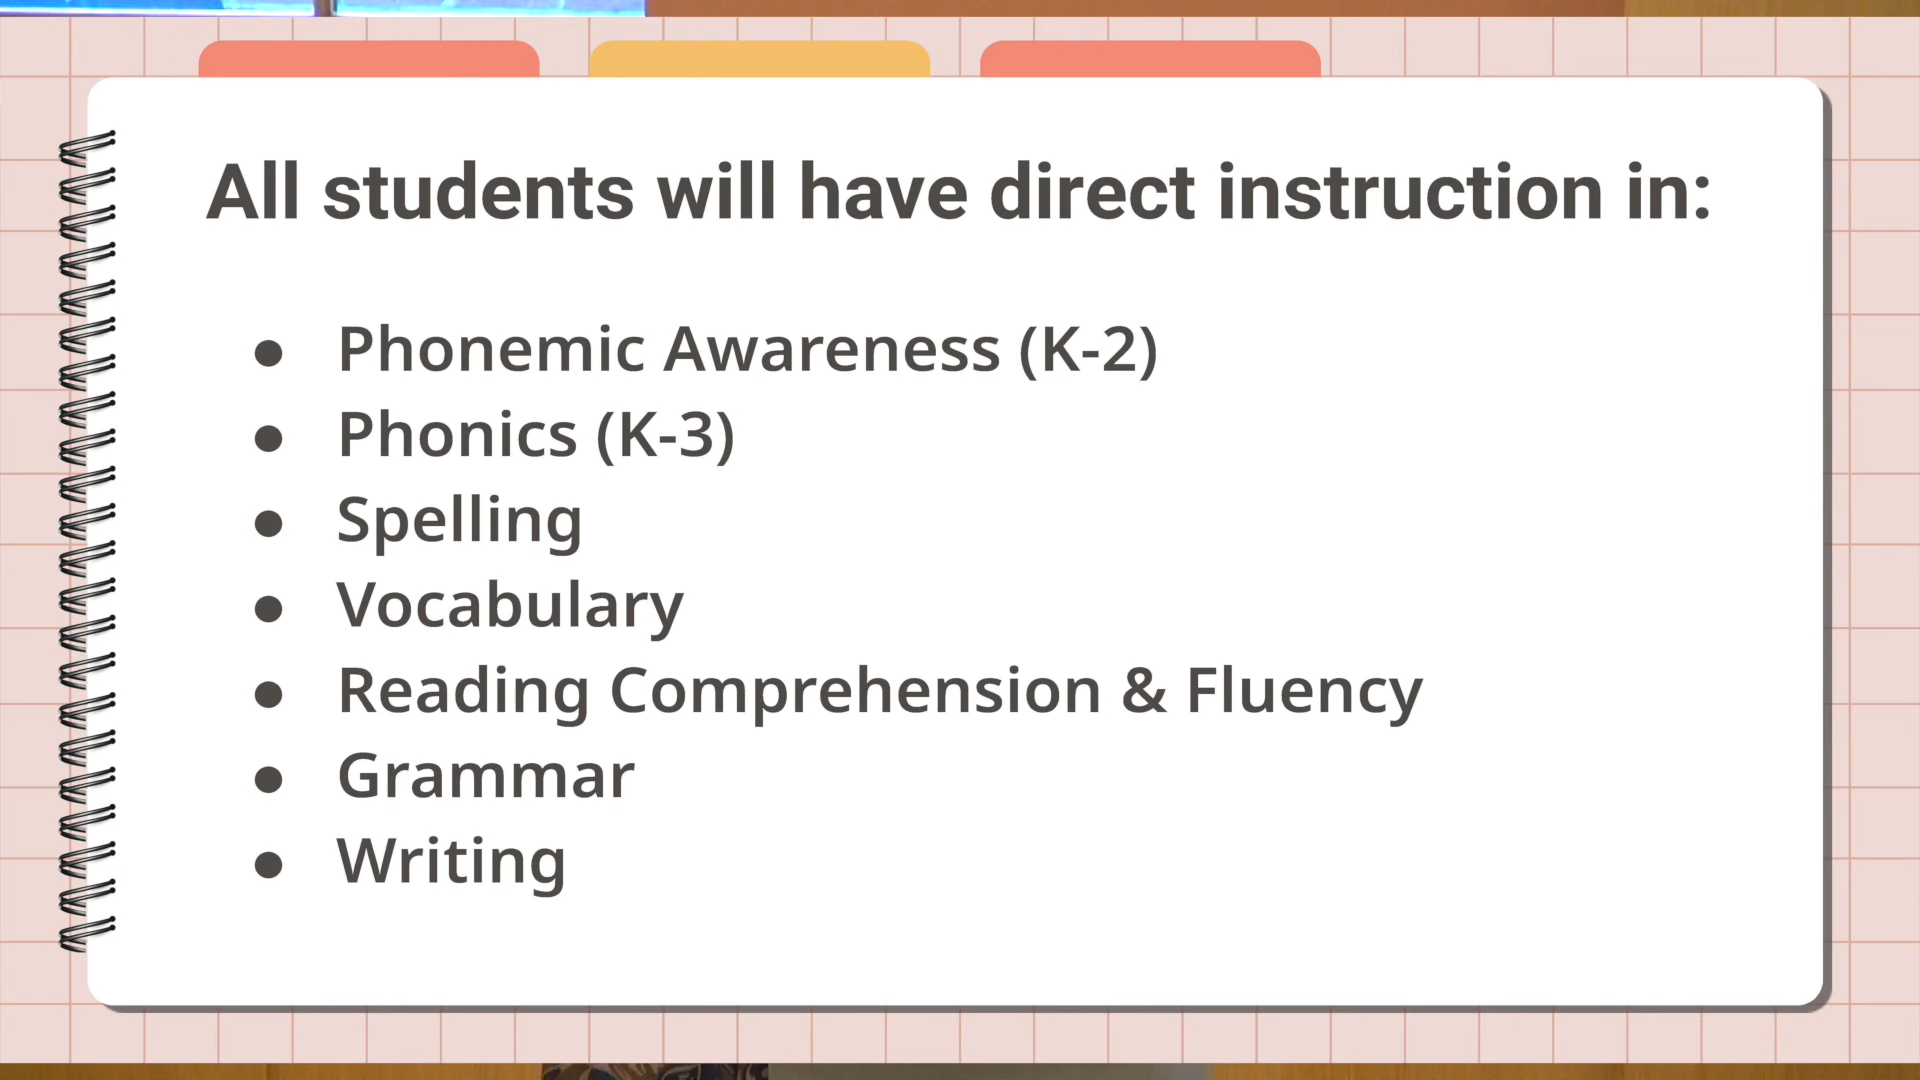 All students will have direct instruction in:
● Phonemic Awareness (K-2)
● Phonics (K-3)
● Spelling
● Vocabulary
● Reading Comprehension & Fluency
● Grammar
● Writing